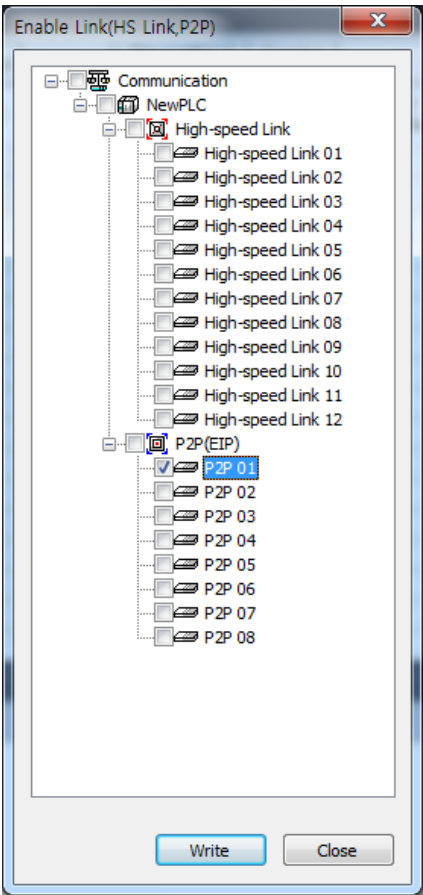 Enable Link(HS Link,P2P)
Communication
NewPLC
High-speed Link
High-speed Link 01
High-speed Link 02
High-speed Link 03
High-speed Link 04
High-speed Link 05
High-speed Link 06
High-speed Link 07
High-speed Link 08
High-speed Link 09
High-speed Link 10
High-speed Link 11
High-speed Link 12
P2P(EIP)
P2P 01
P2P 02
P2P 03
P2P 04
P2P 05
P2P 06
P2P 07
P2P 08
Write Close